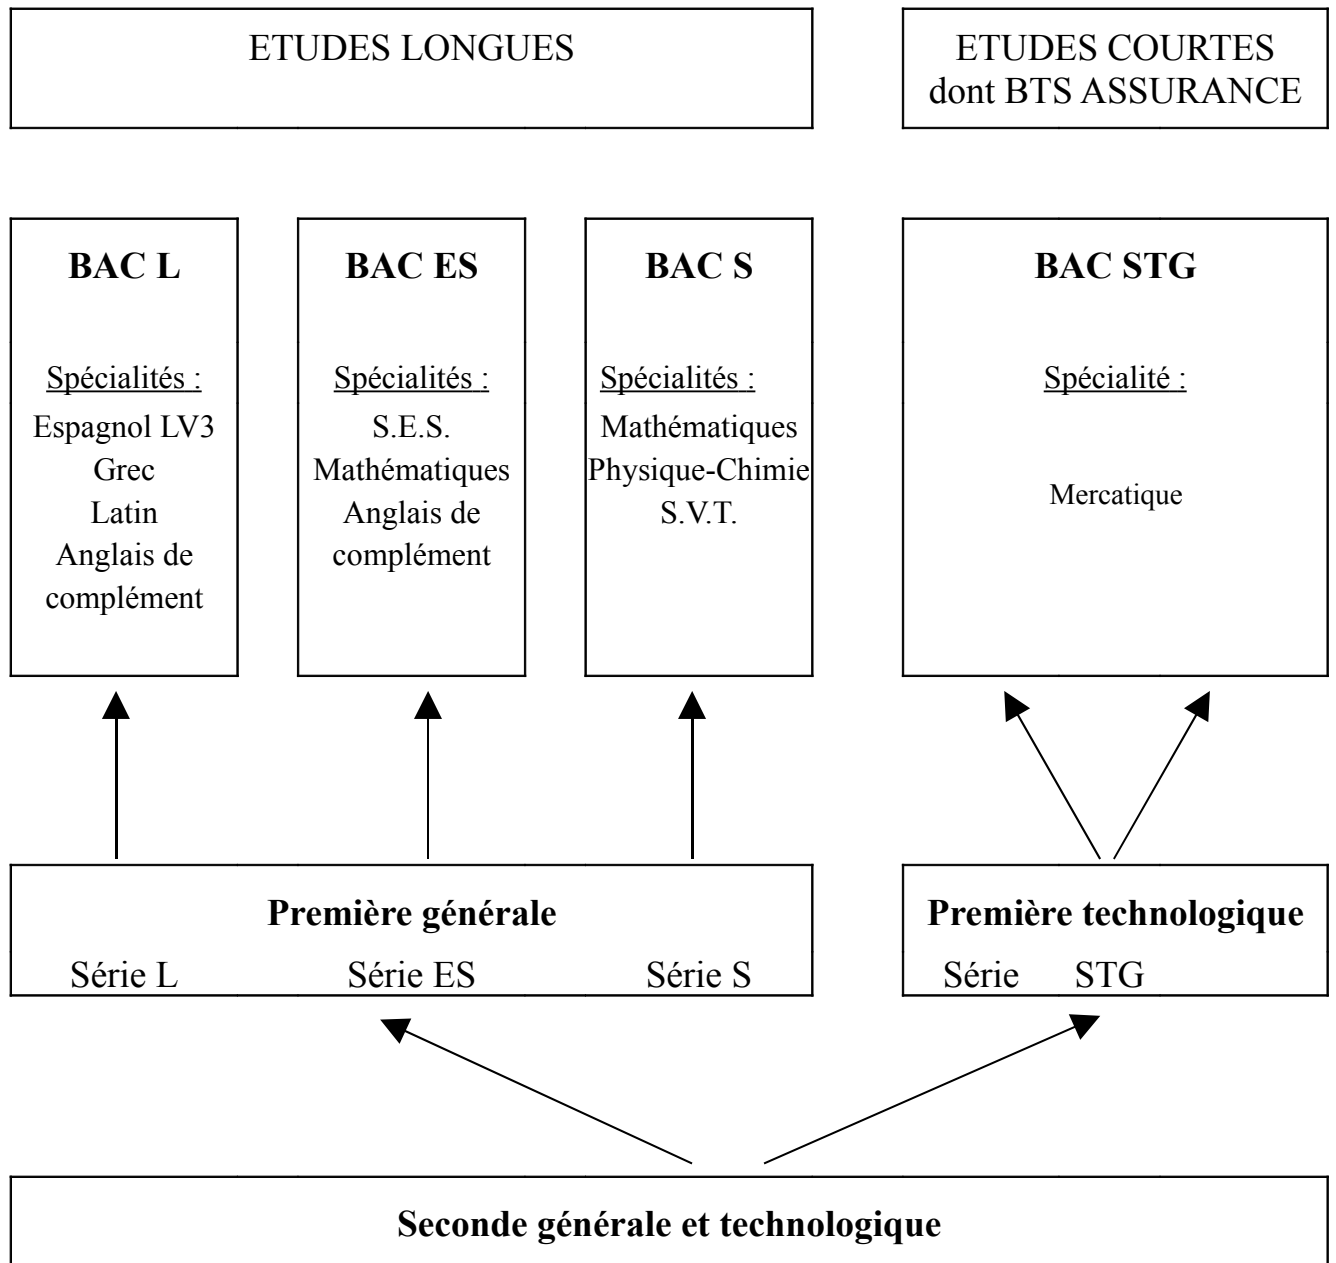 ETUDES LONGUES
ETUDES COURTES
dont BTS ASSURANCE
BAC L
Spécialités :
Espagnol LV3
Grec
Latin
Anglais de
complément
BAC ES
Spécialités :
S.E.S.
Mathématiques
Anglais de
complément
BAC S
Spécialités :
Mathématiques
Physique-Chimie
S.V.T.
BAC STG
Spécialité :
Mercatique
Première générale
Série L Série ES Série S
Première technologique
Série STG
Seconde générale et technologique